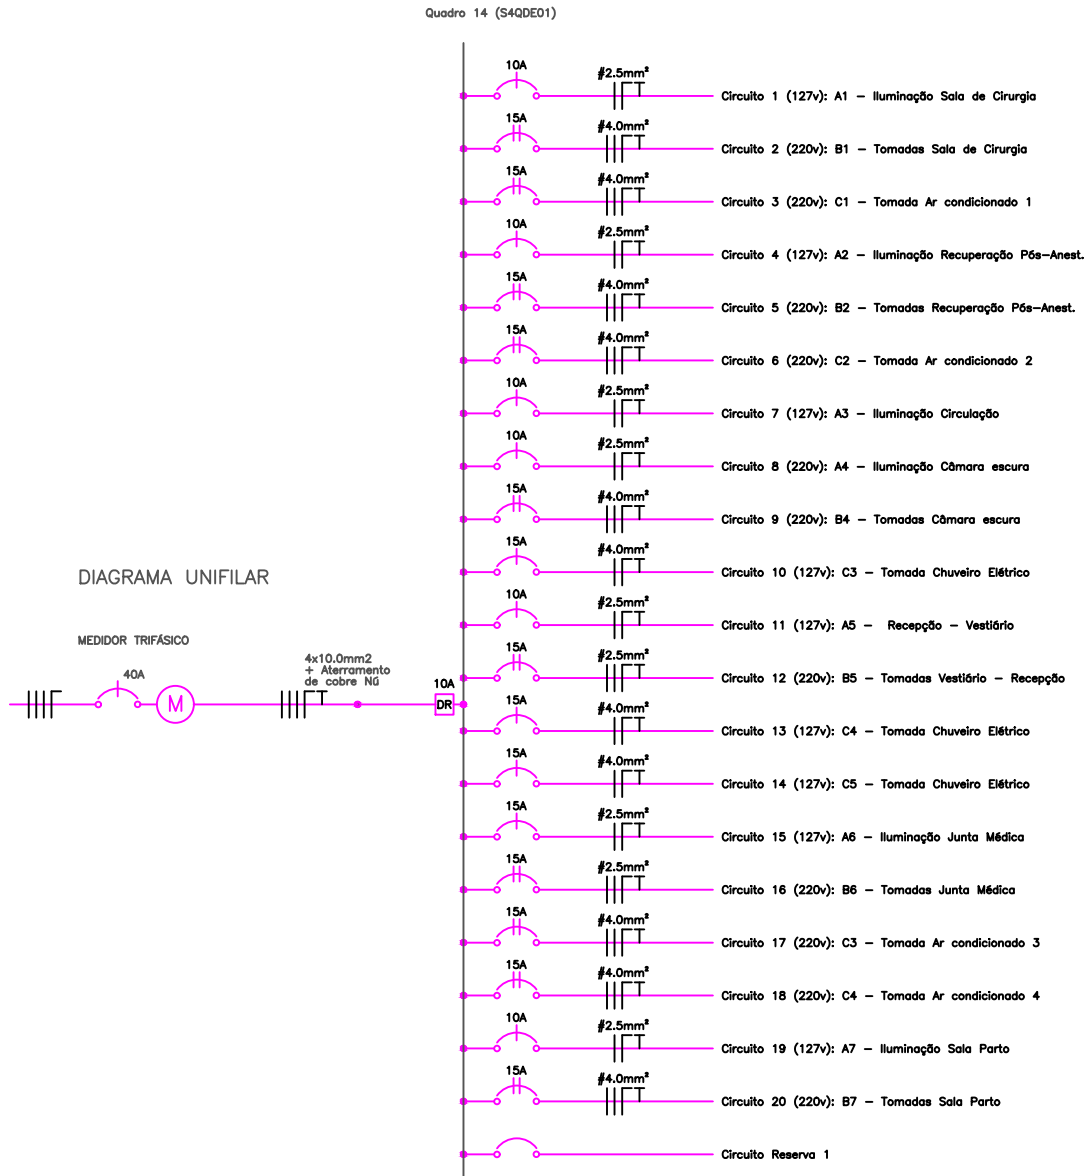 Quadro 14 (S4QDE01)
10A #2.5mm² Circuito 1 (127v): A1 – Iluminação Sala de Cirurgia
15A #4.0mm² Circuito 2 (220v): B1 – Tomadas Sala de Cirurgia
15A #4.0mm² Circuito 3 (220v): C1 – Tomada Ar condicionado 1
10A #2.5mm² Circuito 4 (127v): A2 – Iluminação Recuperação Pós–Anest.
15A #4.0mm² Circuito 5 (220v): B2 – Tomadas Recuperação Pós–Anest.
15A #4.0mm² Circuito 6 (220v): C2 – Tomada Ar condicionado 2
10A #2.5mm² Circuito 7 (127v): A3 – Iluminação Circulação
10A #2.5mm² Circuito 8 (220v): A4 – Iluminação Câmara escura
15A #4.0mm² Circuito 9 (220v): B4 – Tomadas Câmara escura
15A #4.0mm² Circuito 10 (127v): C3 – Tomada Chuveiro Elétrico
10A #2.5mm² Circuito 11 (127v): A5 – Recepção – Vestiário
15A #2.5mm² Circuito 12 (220v): B5 – Tomadas Vestiário – Recepção
DIAGRAMA UNIFILAR
MEDIDOR TRIFÁSICO
40A
M
4x10.0mm2
+ Aterramento
de cobre Nú
10A
DR
15A #4.0mm² Circuito 13 (127v): C4 – Tomada Chuveiro Elétrico
15A #4.0mm² Circuito 14 (127v): C5 – Tomada Chuveiro Elétrico
15A #2.5mm² Circuito 15 (127v): A6 – Iluminação Junta Médica
15A #2.5mm² Circuito 16 (220v): B6 – Tomadas Junta Médica
15A #4.0mm² Circuito 17 (220v): C3 – Tomada Ar condicionado 3
15A #4.0mm² Circuito 18 (220v): C4 – Tomada Ar condicionado 4
10A #2.5mm² Circuito 19 (127v): A7 – Iluminação Sala Parto
15A #4.0mm² Circuito 20 (220v): B7 – Tomadas Sala Parto
Circuito Reserva 1